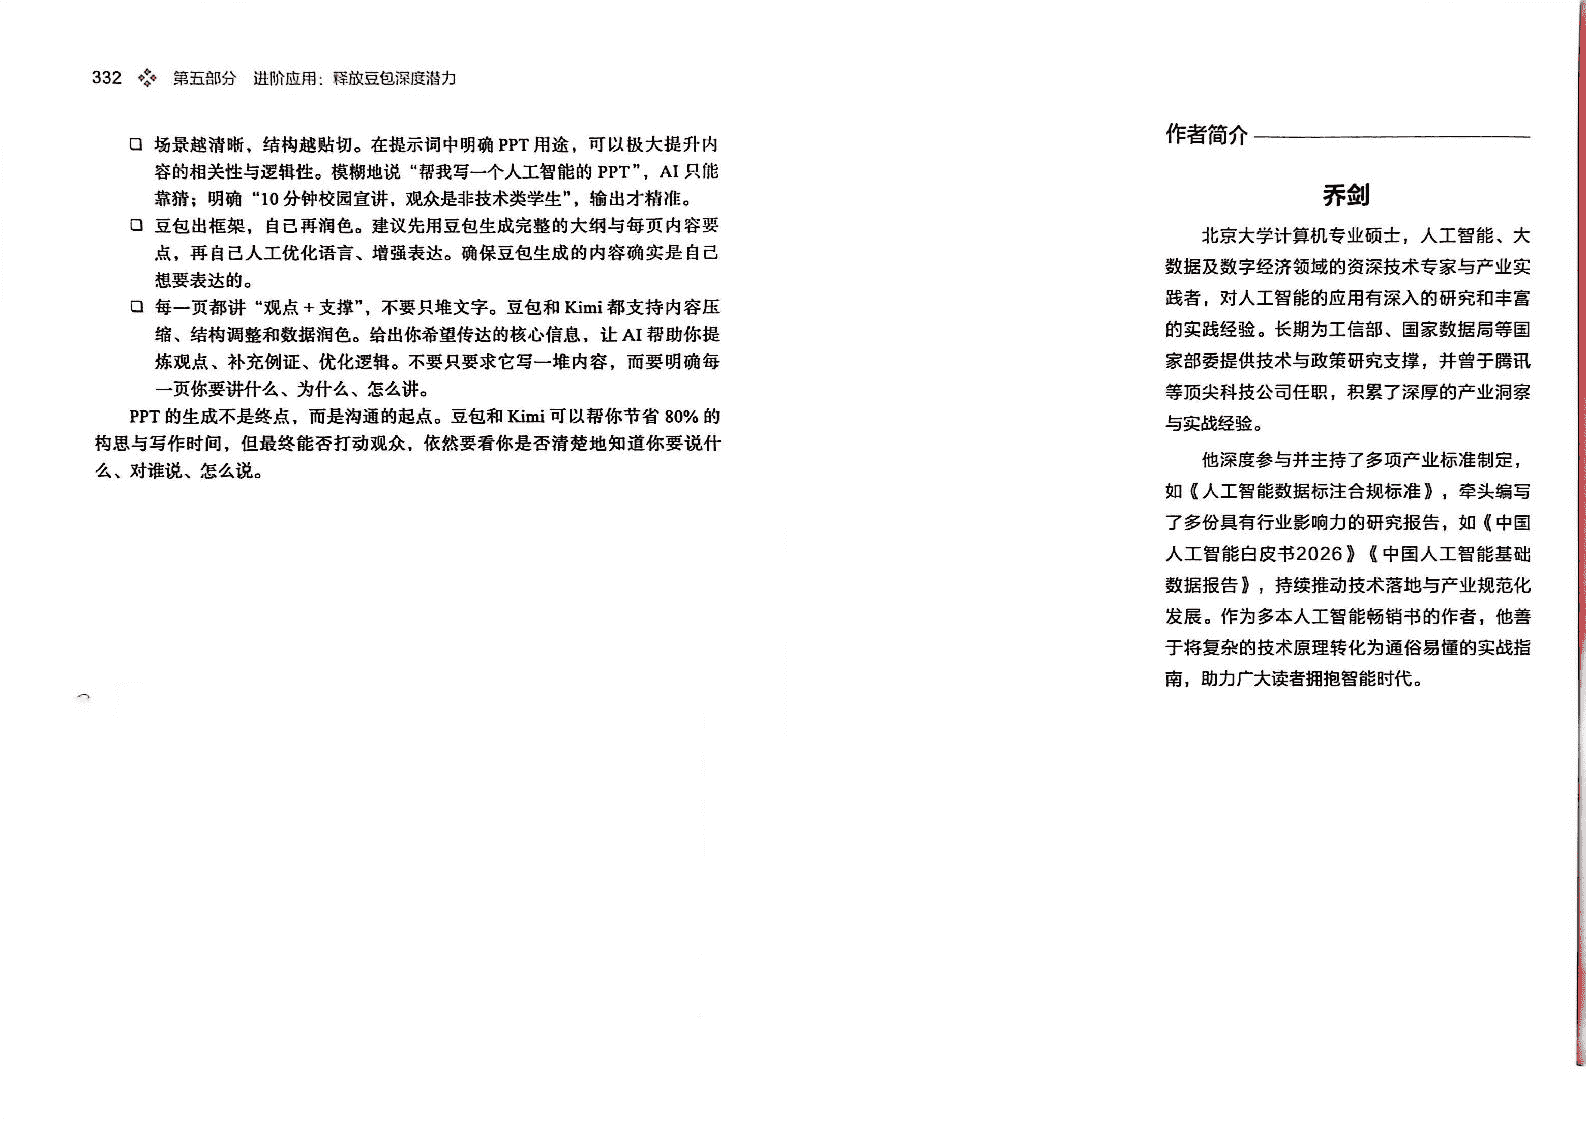 332 第五部分 进阶应用：释放豆包深度潜力
❏ 场景越清晰，结构越贴切。在提示词中明确 PPT 用途，可以极大提升内
容的相关性与逻辑性。模糊地说“帮我写一个人工智能的 PPT”，AI 只能
靠猜；明确“10 分钟校园宣讲，观众是非技术类学生”，输出才精准。
❏ 豆包出框架，自己再润色。建议先用豆包生成完整的大纲与每页内容要
点，再自己人工优化语言、增强表达。确保豆包生成的内容确实是自己
想要表达的。
❏ 每一页都讲“观点 + 支撑”，不要只堆文字。豆包和 Kimi 都支持内容压
缩、结构调整和数据润色。给出你希望传达的核心信息，让 AI 帮助你提
炼观点、补充例证、优化逻辑。不要只要求它写一堆内容，而要明确每
一页你要讲什么、为什么、怎么讲。
PPT 的生成不是终点，而是沟通的起点。豆包和 Kimi 可以帮你节省 80% 的
构思与写作时间，但最终能否打动观众，依然要看你是否清楚地知道你要说什
么、对谁说、怎么说。
作者简介
乔剑
北京大学计算机专业硕士，人工智能、大
数据及数字经济领域的资深技术专家与产业实
践者，对人工智能的应用有深入的研究和丰富
的实践经验。长期为工信部、国家数据局等国
家部委提供技术与政策研究支撑，并曾于腾讯
等顶尖科技公司任职，积累了深厚的产业洞察
与实战经验。
他深度参与并主持了多项产业标准制定，
如《人工智能数据标注合规标准》，牵头编写
了多份具有行业影响力的研究报告，如《中国
人工智能白皮书2026》《中国人工智能基础
数据报告》，持续推动技术落地与产业规范化
发展。作为多本人工智能畅销书的作者，他善
于将复杂的技术原理转化为通俗易懂的实战指
南，助力广大读者拥抱智能时代。